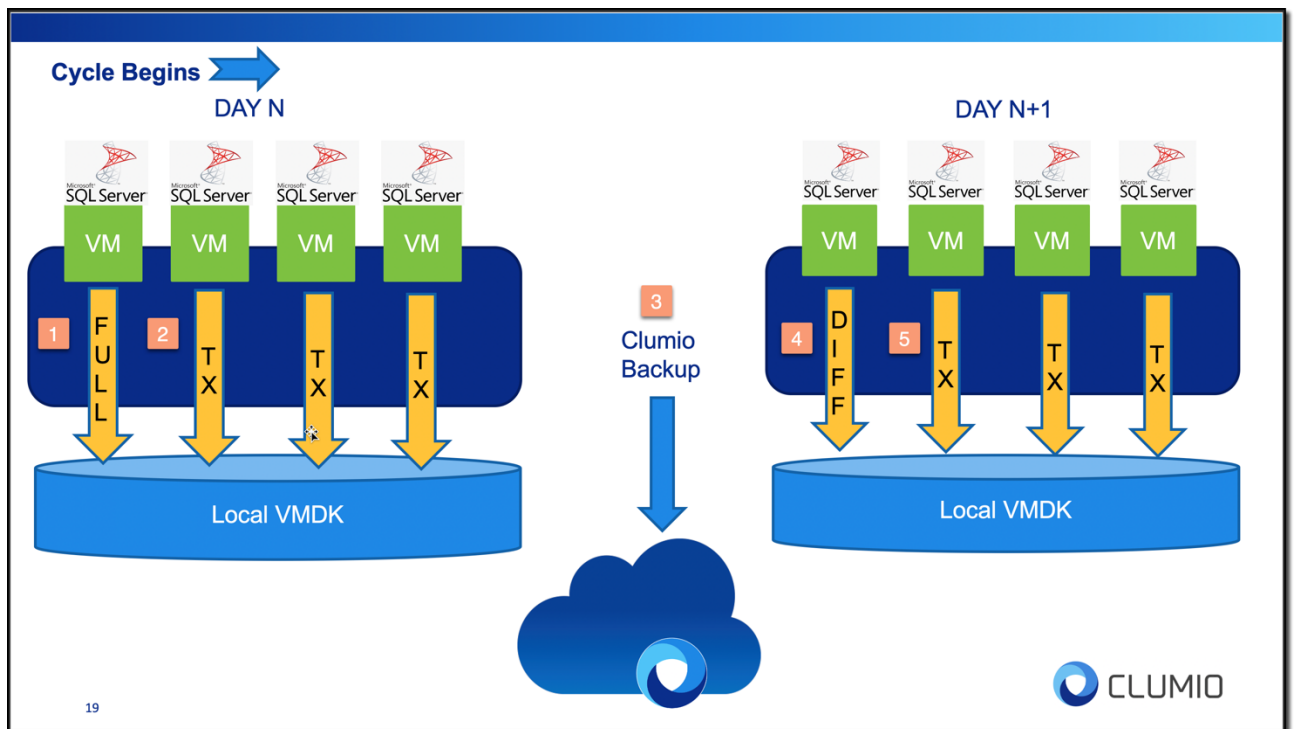 Cycle Begins
DAY N
DAY N+1
Microsoft®
SQL Server
Microsoft®
SQL Server
Microsoft®
SQL Server
Microsoft®
SQL Server
Microsoft®
SQL Server
Microsoft®
SQL Server
Microsoft®
SQL Server
Microsoft®
SQL Server
VM
VM
VM
VM
VM
VM
VM
VM
1
FULL
2
TX
TX
TX
3
Clumio
Backup
4
DIFF
5
TX
TX
TX
Local VMDK
Local VMDK
CLUMIO
19